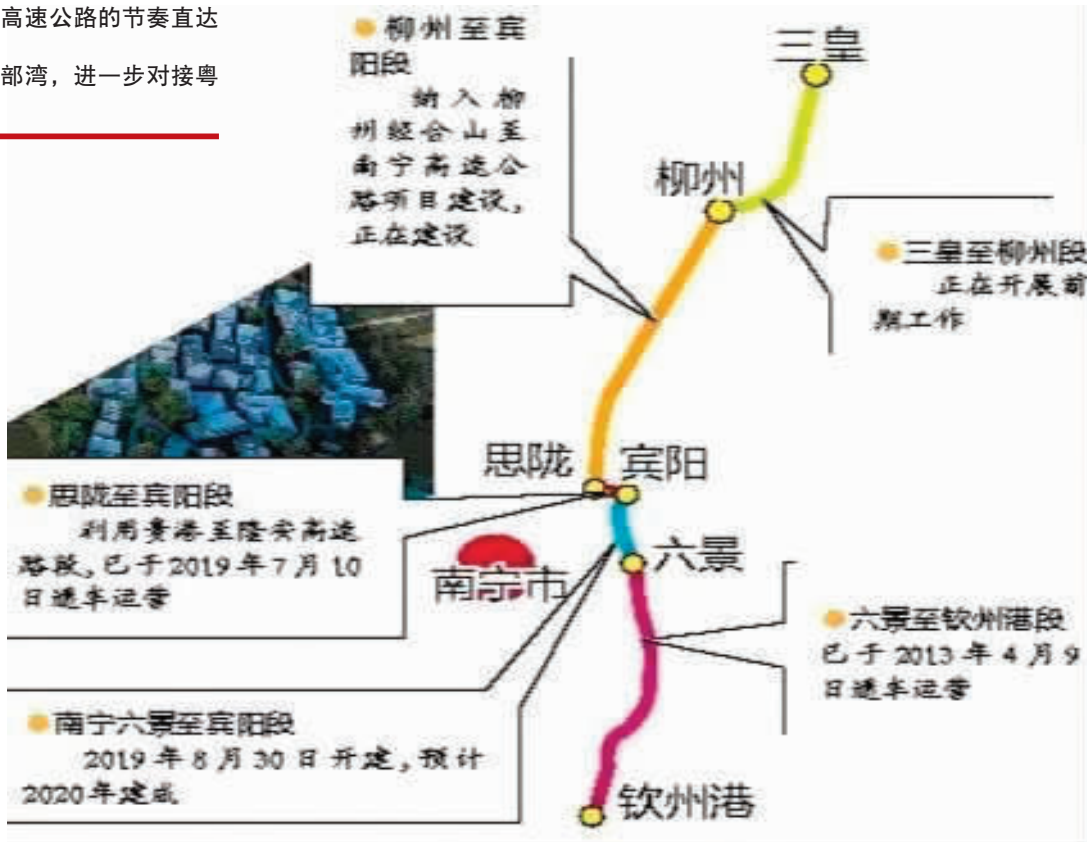 高速公路的节奏直达
部湾，进一步对接粤
柳州至宾
阳段
纳入柳
州经合山至
南宁高速公
路项目建设，
正在建设
三皇
柳州
三皇至柳州段
正在开展前
期工作
思陇
宾阳
思陇至宾阳段
利用贵港至隆安高速
路段，已于2019年7月10
日通车运营
南宁市
六景
六景至钦州港段
已于2013年4月9
日通车运营
南宁六景至宾阳段
2019年8月30日开建，预计
2020年建成
钦州港